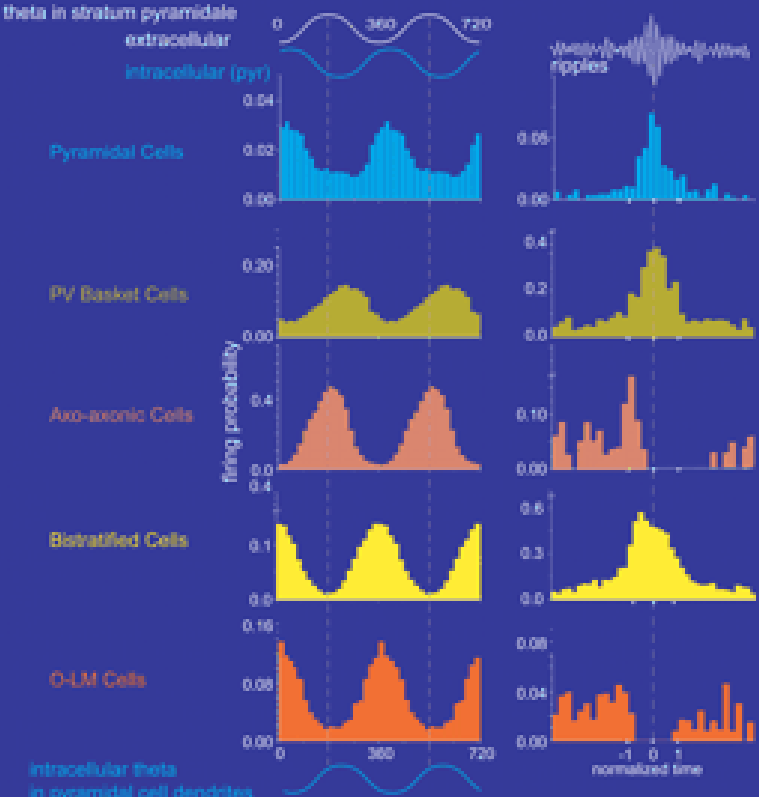 theta in stratum pyramidale
0 360 720
extracellular
intracellular (pyr)
ripples
Pyramidal Cells
0.04
0.02
0.00
0.05
0.00
PV Basket Cells
0.20
0.00
0.4
0.2
0.0
firing probability
Axo-axonic Cells
0.4
0.0
0.10
0.00
Bistratified Cells
0.4
0.1
0.0
0.6
0.3
0.0
O-LM Cells
0.16
0.08
0.00
0.08
0.04
0.00
0 360 720
-1 0 1
normalized time
intracellular theta
in pyramidal cell dendrites